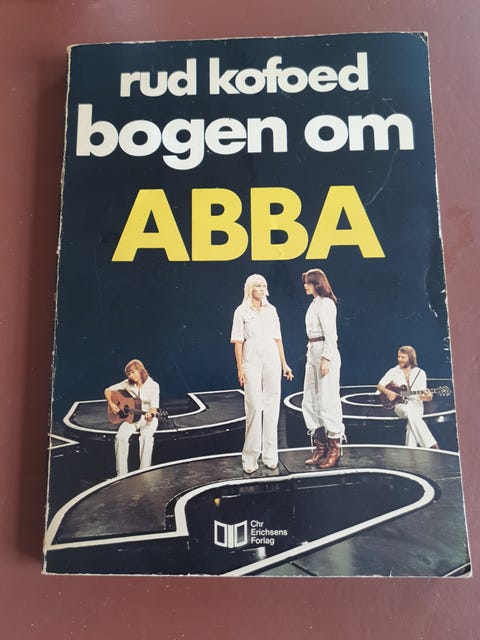 rud kofoed
bogen om
ABBA
Chr
Erichsens
Forlag